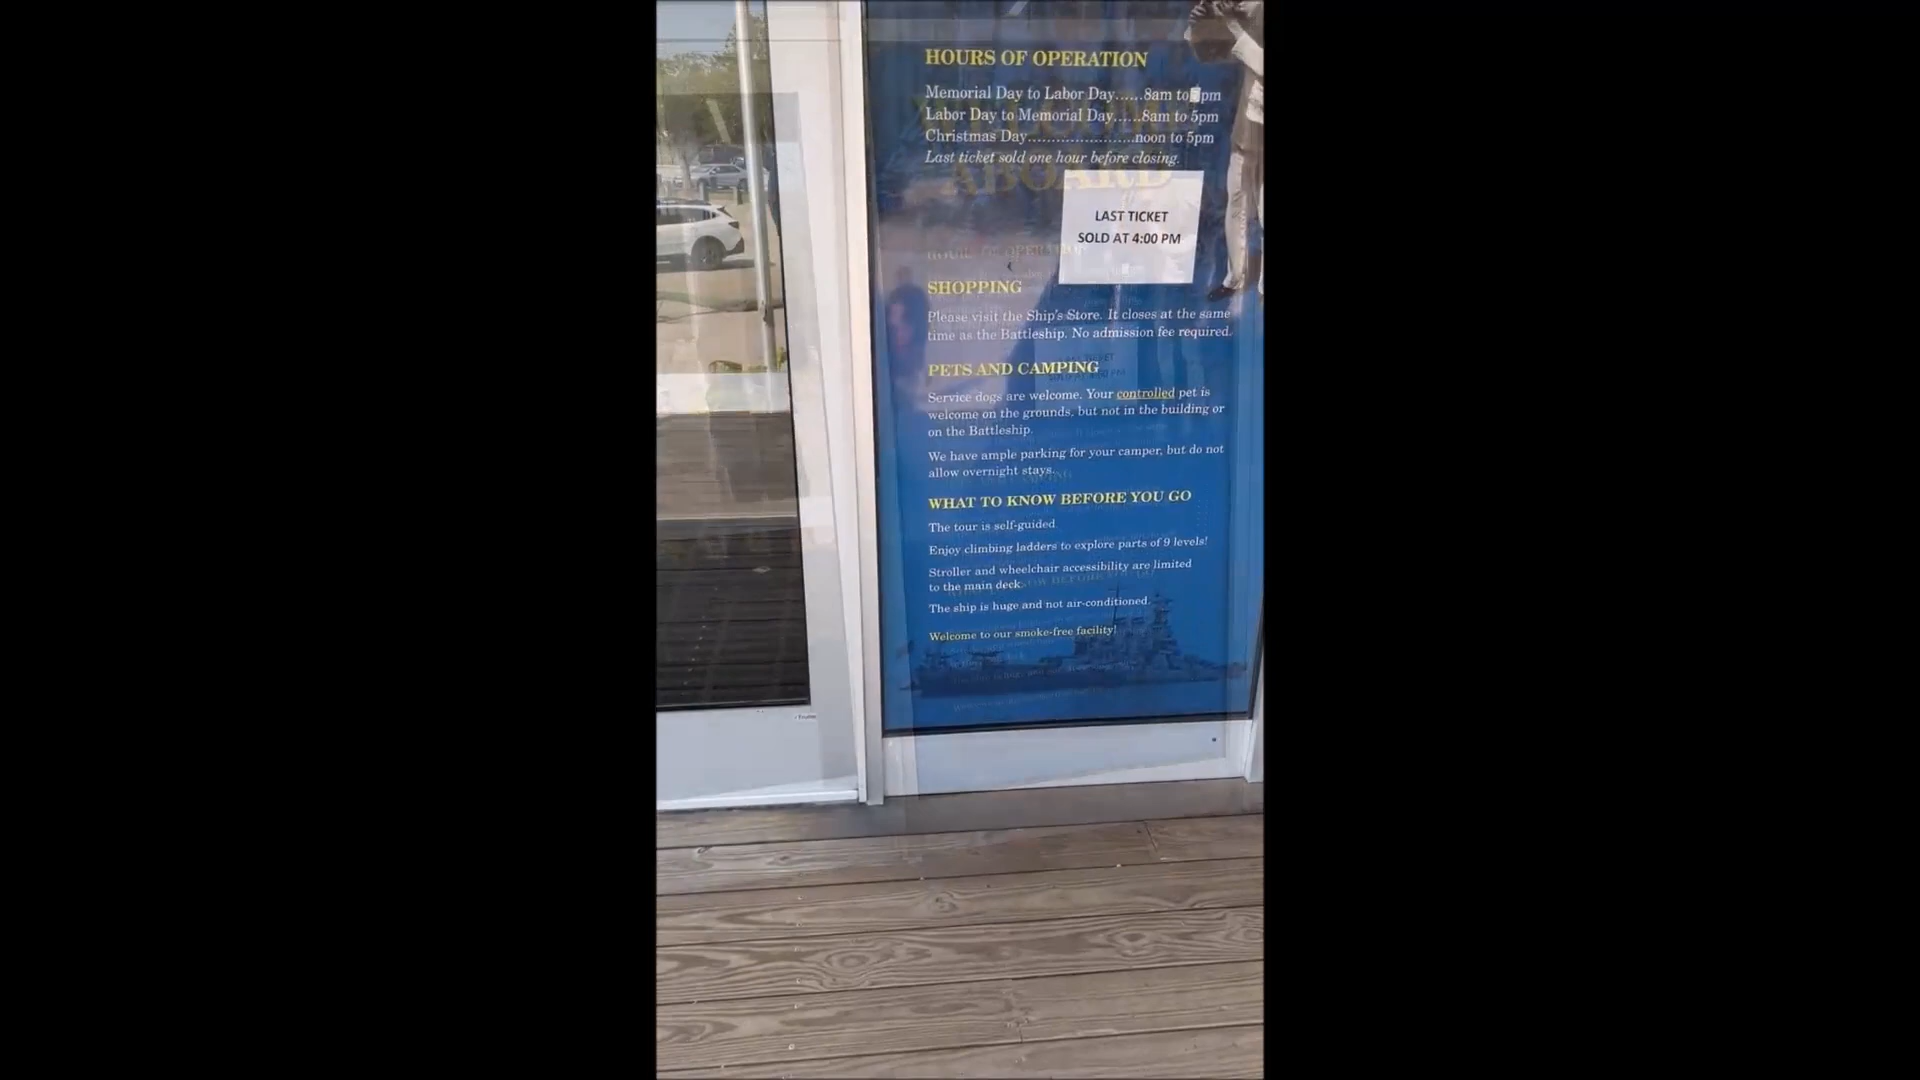 HOURS OF OPERATION
Memorial Day to Labor Day......8am to 5pm
Labor Day to Memorial Day......8am to 5pm
Christmas Day.......................noon to 5pm
Last ticket sold one hour before closing.
ABOARD
LAST TICKET
SOLD AT 4:00 PM
SHOPPING
Please visit the Ship's Store. It closes at the same
time as the Battleship. No admission fee required.
PETS AND CAMPING
Service dogs are welcome. Your controlled pet is
welcome on the grounds, but not in the building or
on the Battleship.
We have ample parking for your camper, but do not
allow overnight stays.
WHAT TO KNOW BEFORE YOU GO
The tour is self-guided.
Enjoy climbing ladders to explore parts of 9 levels!
Stroller and wheelchair accessibility are limited
to the main deck.
The ship is huge and not air-conditioned.
Welcome to our smoke-free facility!